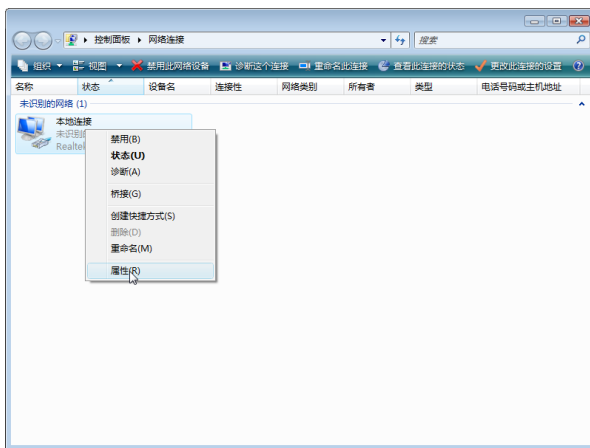 控制面板 ▸ 网络连接
搜索
组织 视图 禁用此网络设备 诊断这个连接 重命名此连接 查看此连接的状态 更改此连接的设置
名称 状态 设备名 连接性 网络类别 所有者 类型 电话号码或主机地址
未识别的网络 (1)
本地连接
未识别
Realtel
禁用(B)
状态(U)
诊断(A)
桥接(G)
创建快捷方式(S)
删除(D)
重命名(M)
属性(R)